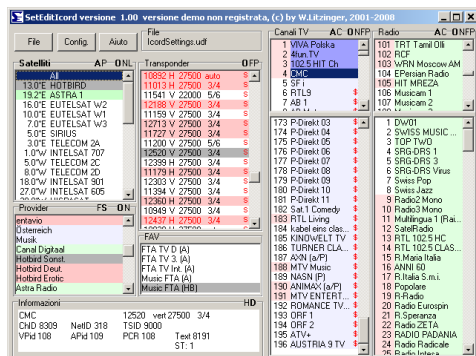 SetEditIcord versione 1.00 versione demo non registrata, (c) by W.Litzinger, 2001-2008
File
Config.
Aiuto
File
IcordSettings.udf
Satelliti AP ONL
All
13.0°E HOTBIRD
19.2°E ASTRA 1
16.0°E EUTELSAT W2
10.0°E EUTELSAT W1
7.0°E EUTELSAT W3
5.0°E SIRIUS
3.0°E TELECOM 2A
1.0°W INTELSAT 707
5.0°W TELECOM 2C
8.0°W TELECOM 2D
18.0°W INTELSAT 901
27.0°W INTELSAT 605
Provider FS ON
entavio
Österreich
Musik
Canal Digitaal
Hotbird Sonst.
Hotbird Deut.
Hotbird Erotic
Astra Radio
Transponder OFP
10892 H 27500 auto S
11013 H 27500 3/4 S
11541 V 22000 5/6 S
12188 V 27500 3/4 S
11159 V 27500 3/4 S
12713 V 27500 3/4 S
11727 V 27500 3/4 S
11200 V 27500 5/6 S
12520 V 27500 3/4 S
12399 H 27500 3/4 S
11179 H 27500 3/4 S
12303 V 27500 3/4 S
11394 V 27500 3/4 S
12360 H 27500 3/4 S
10949 V 27500 3/4 S
12437 H 27500 3/4 S
FAV
FTA TV D (A)
FTA TV 3. (A)
FTA TV Int. (A)
Music FTA (A)
Music FTA (HB)
Canali TV AC ONFP
1 VIVA Polska
2 4fun.TV
3 102.5 HIT Ch
4 CMC
5 SF i
6 RTL9 $
7 AB 1 $
173 P-Direkt 03 $
174 P-Direkt 04 $
175 P-Direkt 05 $
176 P-Direkt 06 $
177 P-Direkt 07 $
178 P-Direkt 08 $
179 P-Direkt 09 $
180 P-Direkt 10 $
181 P-Direkt 11 $
182 Sat.1 Comedy $
183 RTL Living $
184 kabel eins clas... $
185 KINOWELT TV $
186 TURNER CLA... $
187 AXN (a/P) $
188 MTV Music $
189 NASN (P) $
190 ANIMAX (a/P) $
191 MTV ENTERT... $
192 ROMANCE TV... $
193 ORF 1 $
194 ORF 2 $
195 ATV+ $
196 AUSTRIA 9 TV $
Radio AC ONFP
101 TRT Tamil Olli
102 RCF
103 WRN Moscow AM
104 EPersian Radio
105 HIT MREZA
106 Musicam 1
107 Musicam 2
1 DW01
2 SWISS MUSIC ...
3 TOP TWO
4 SRG-DRS 1
5 SRG-DRS 3
6 SRG-DRS Virus
7 Swiss Pop
8 Swiss Jazz
9 Radio2 Mono
10 Radio3 Mono
11 Multilingua 1 (Rai...
12 SatelRadio
13 RTL 102.5 HC
14 RTL 102.5 CLAS...
15 R.Maria Italia
16 ANNI 60
17 R.Italia S.m.i.
18 Popolare
19 R-Radio
20 Radio Eurospin
21 R.Speranza
22 Radio ZETA
23 RADIO PADANIA
24 Radio Radicale
Informazioni HD
CMC 12520 vert 27500 3/4
ChID 8309 NetID 318 TSID 9000
VPid 108 APid 109 PCR 108 Text 8191
ST: 1